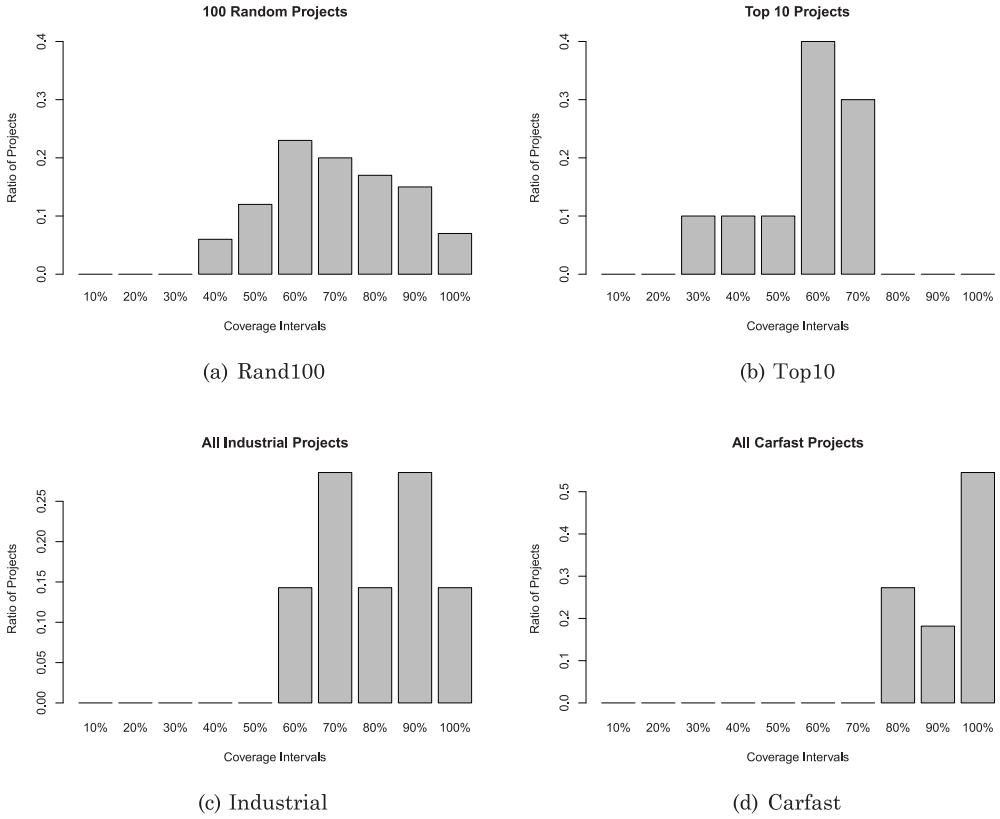 100 Random Projects
Ratio of Projects
0.0 0.1 0.2 0.3 0.4
10% 20% 30% 40% 50% 60% 70% 80% 90% 100%
Coverage Intervals
(a) Rand100
Top 10 Projects
Ratio of Projects
0.0 0.1 0.2 0.3 0.4
10% 20% 30% 40% 50% 60% 70% 80% 90% 100%
Coverage Intervals
(b) Top10
All Industrial Projects
Ratio of Projects
0.00 0.05 0.10 0.15 0.20 0.25
10% 20% 30% 40% 50% 60% 70% 80% 90% 100%
Coverage Intervals
(c) Industrial
All Carfast Projects
Ratio of Projects
0.0 0.1 0.2 0.3 0.4 0.5
10% 20% 30% 40% 50% 60% 70% 80% 90% 100%
Coverage Intervals
(d) Carfast